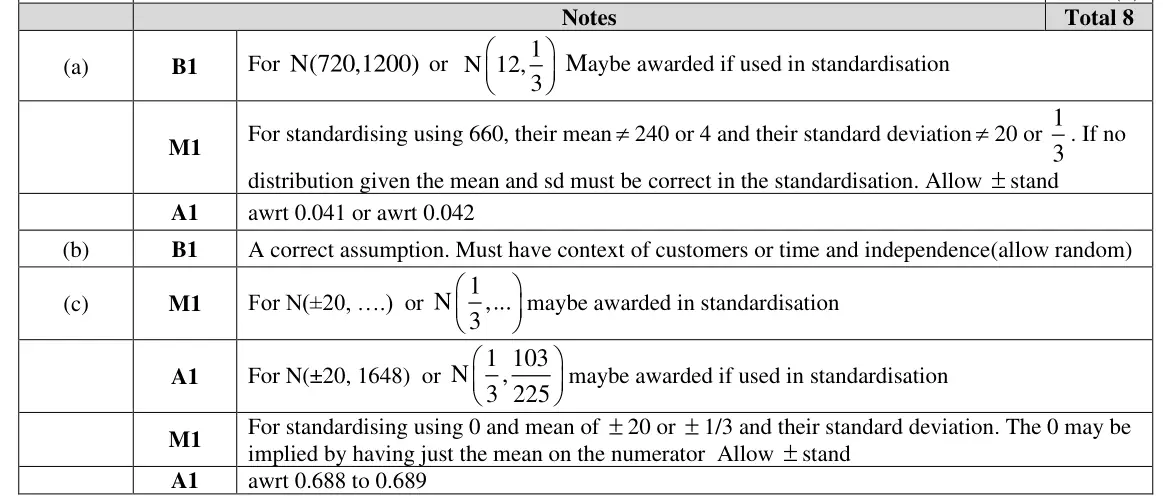 Notes Total 8
(a) B1 For N(720,1200) or N(12, 1/3) Maybe awarded if used in standardisation
M1 For standardising using 660, their mean ≠ 240 or 4 and their standard deviation ≠ 20 or 1/3 . If no
distribution given the mean and sd must be correct in the standardisation. Allow ± stand
A1 awrt 0.041 or awrt 0.042
(b) B1 A correct assumption. Must have context of customers or time and independence(allow random)
(c) M1 For N(±20, ….) or N(1/3,...) maybe awarded in standardisation
A1 For N(±20, 1648) or N(1/3, 103/225) maybe awarded if used in standardisation
M1 For standardising using 0 and mean of ± 20 or ± 1/3 and their standard deviation. The 0 may be
implied by having just the mean on the numerator Allow ± stand
A1 awrt 0.688 to 0.689